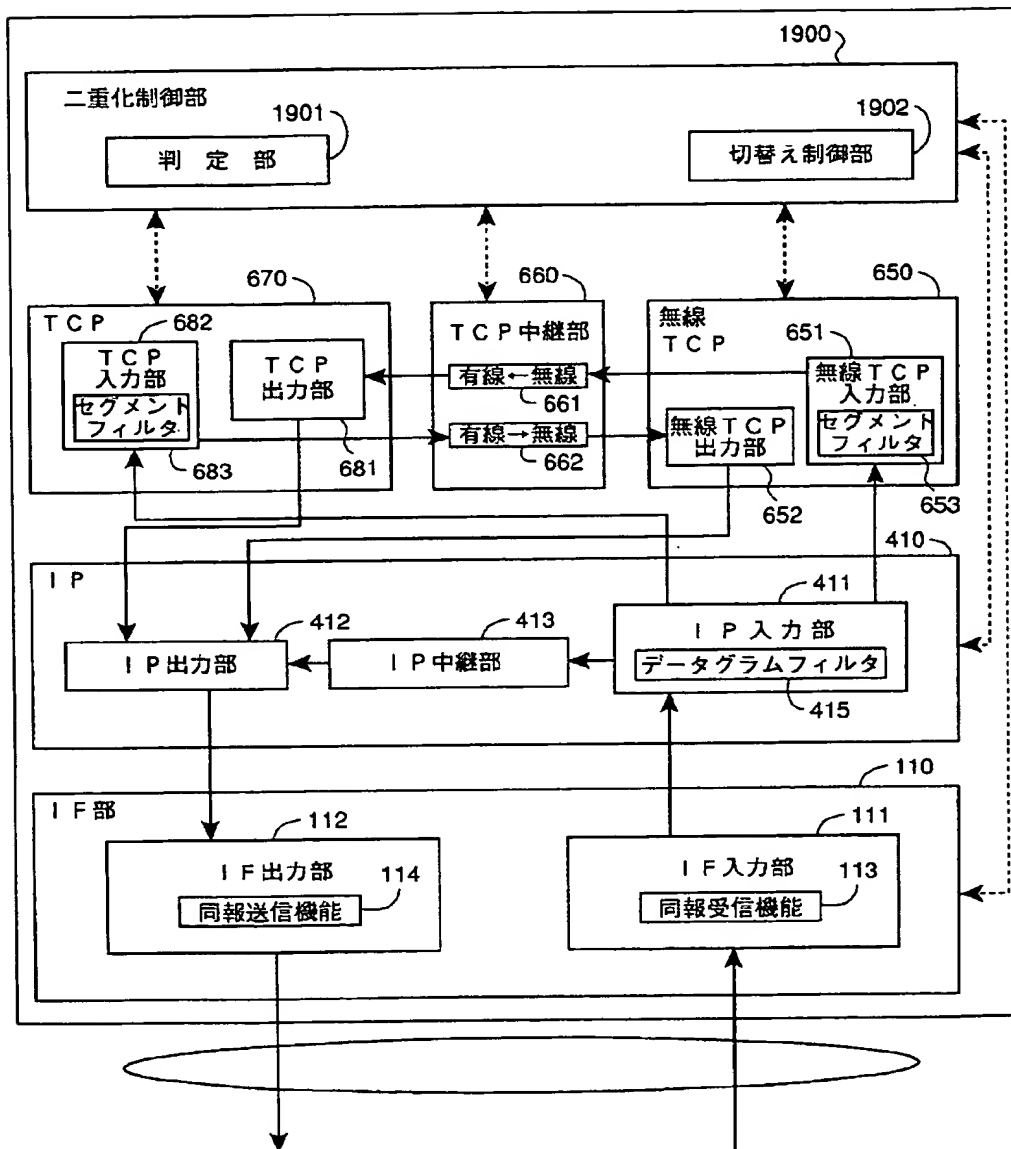 1900
二重化制御部
1901
判定部
1902
切替え制御部
670
TCP
682
TCP
入力部
セグメント
フィルタ
683
TCP
出力部
681
660
TCP中継部
有線←無線
661
有線→無線
662
650
無線
TCP
651
無線TCP
入力部
セグメント
フィルタ
653
無線TCP
出力部
652
410
IP
411
IP入力部
データグラムフィルタ
415
412
IP出力部
413
IP中継部
110
IF部
112
IF出力部
114
同報送信機能
111
IF入力部
113
同報受信機能